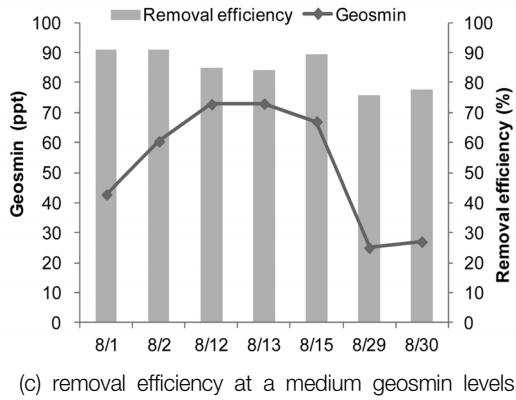 Removal efficiency Geosmin
100 100
90 90
80 80
70 70
60 60
50 50
40 40
30 30
20 20
10 10
0 0
Geosmin (ppt)
Removal efficiency (%)
8/1 8/2 8/12 8/13 8/15 8/29 8/30
(c) removal efficiency at a medium geosmin levels